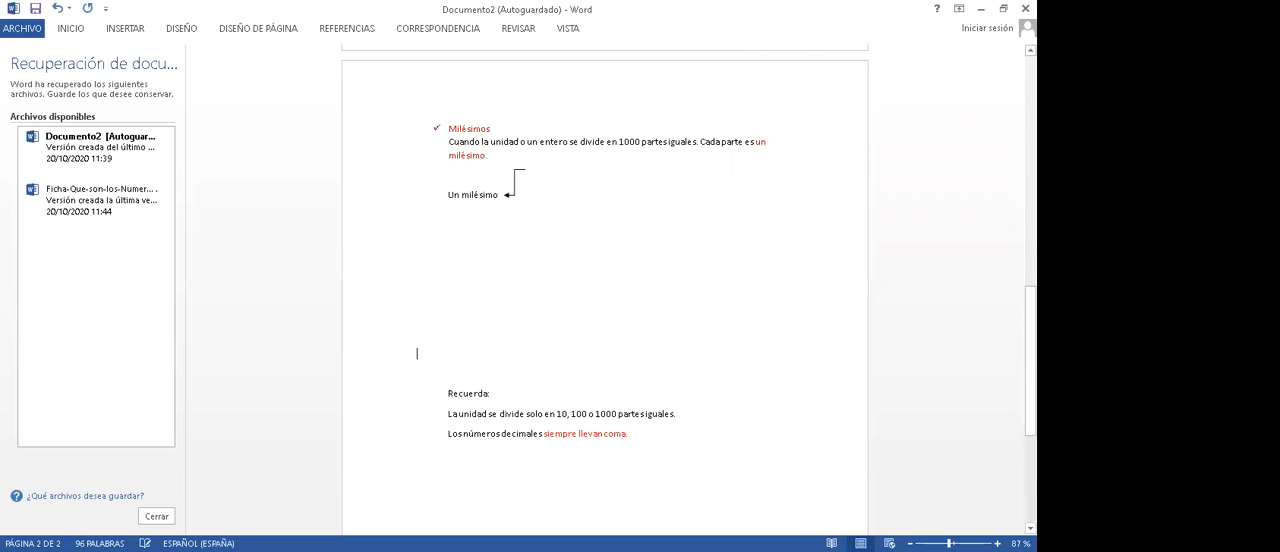 Documento2 (Autoguardado) - Word
ARCHIVO INICIO INSERTAR DISEÑO DISEÑO DE PÁGINA REFERENCIAS CORRESPONDENCIA REVISAR VISTA Iniciar sesión
Recuperación de docu...
Word ha recuperado los siguientes
archivos. Guarde los que desee conservar.
Archivos disponibles
Documento2 [Autoguar...
Versión creada del último ...
20/10/2020 11:39
Ficha-Que-son-los-Numer... .
Versión creada la última ve...
20/10/2020 11:44
¿Qué archivos desea guardar?
Cerrar
Milésimos
Cuando la unidad o un entero se divide en 1000 partes iguales. Cada parte es un
milésimo.
Un milésimo
Recuerda:
La unidad se divide solo en 10, 100 o 1000 partes iguales.
Los números decimales siempre llevan coma.
PÁGINA 2 DE 2 96 PALABRAS ESPAÑOL (ESPAÑA) 87 %